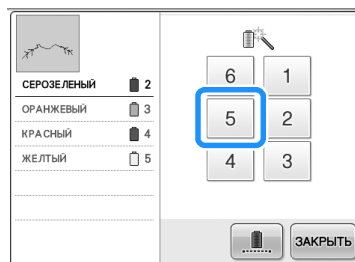 СЕРОЗЕЛЕНЫЙ 2
ОРАНЖЕВЫЙ 3
КРАСНЫЙ 4
ЖЕЛТЫЙ 5
6 1
5 2
4 3
ЗАКРЫТЬ